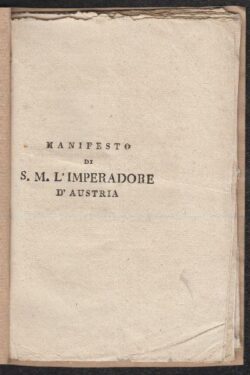 MANIFESTO
DI
S. M. L'IMPERADORE
D'AUSTRIA